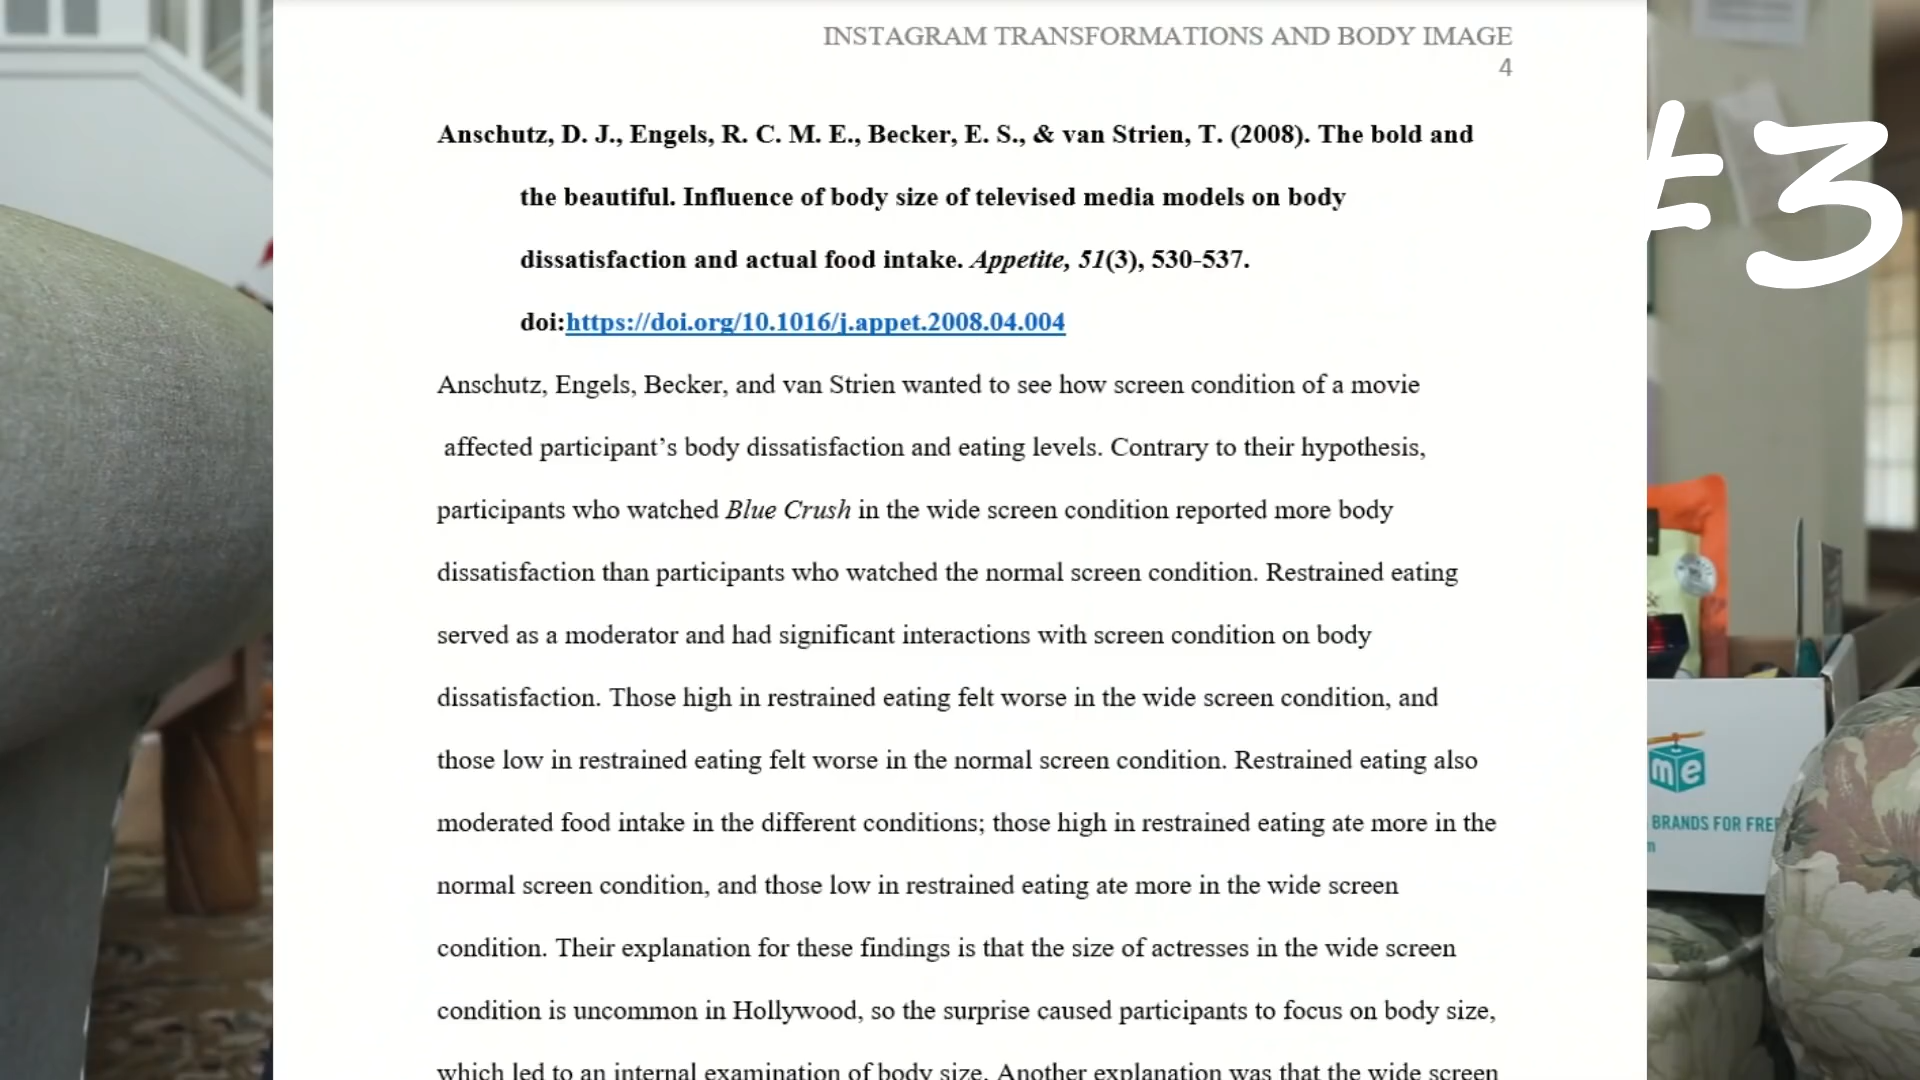 INSTAGRAM TRANSFORMATIONS AND BODY IMAGE
4
#3
Anschutz, D. J., Engels, R. C. M. E., Becker, E. S., & van Strien, T. (2008). The bold and
the beautiful. Influence of body size of televised media models on body
dissatisfaction and actual food intake. Appetite, 51(3), 530-537.
doi:https://doi.org/10.1016/j.appet.2008.04.004
Anschutz, Engels, Becker, and van Strien wanted to see how screen condition of a movie
affected participant’s body dissatisfaction and eating levels. Contrary to their hypothesis,
participants who watched Blue Crush in the wide screen condition reported more body
dissatisfaction than participants who watched the normal screen condition. Restrained eating
served as a moderator and had significant interactions with screen condition on body
dissatisfaction. Those high in restrained eating felt worse in the wide screen condition, and
those low in restrained eating felt worse in the normal screen condition. Restrained eating also
moderated food intake in the different conditions; those high in restrained eating ate more in the
normal screen condition, and those low in restrained eating ate more in the wide screen
condition. Their explanation for these findings is that the size of actresses in the wide screen
condition is uncommon in Hollywood, so the surprise caused participants to focus on body size,
which led to an internal examination of body size. Another explanation was that the wide screen
me
BRANDS FOR FREE